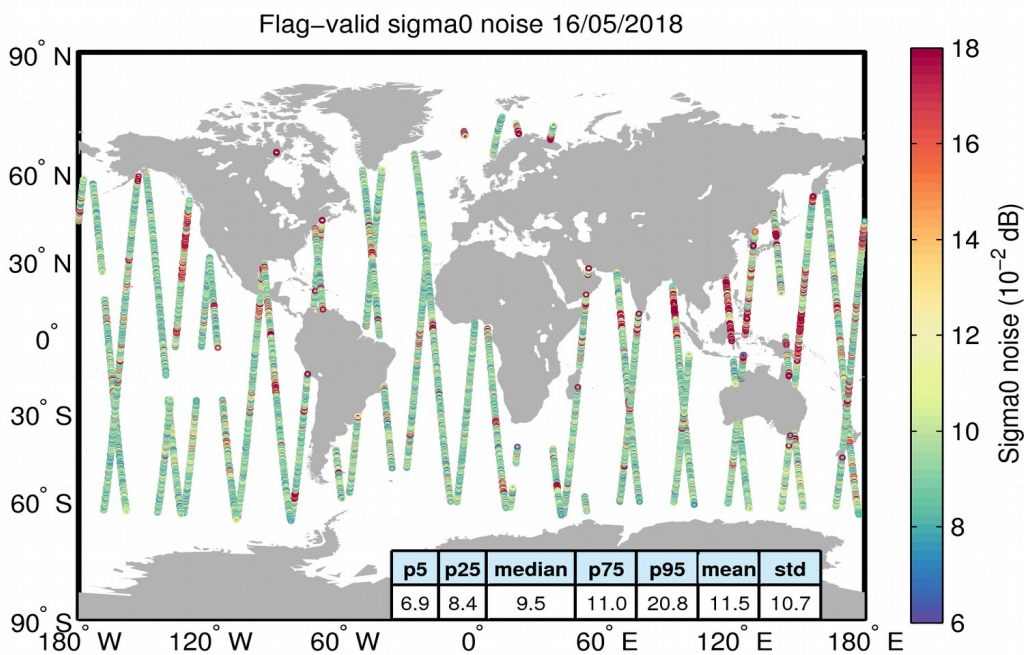 Flag−valid sigma0 noise 16/05/2018
90° N
60° N
30° N
0°
30° S
60° S
90° S
180° W
120° W
60° W
0°
60° E
120° E
180° E
p5 p25 median p75 p95 mean std
6.9 8.4 9.5 11.0 20.8 11.5 10.7
18
16
14
12
10
8
6
Sigma0 noise (10⁻² dB)